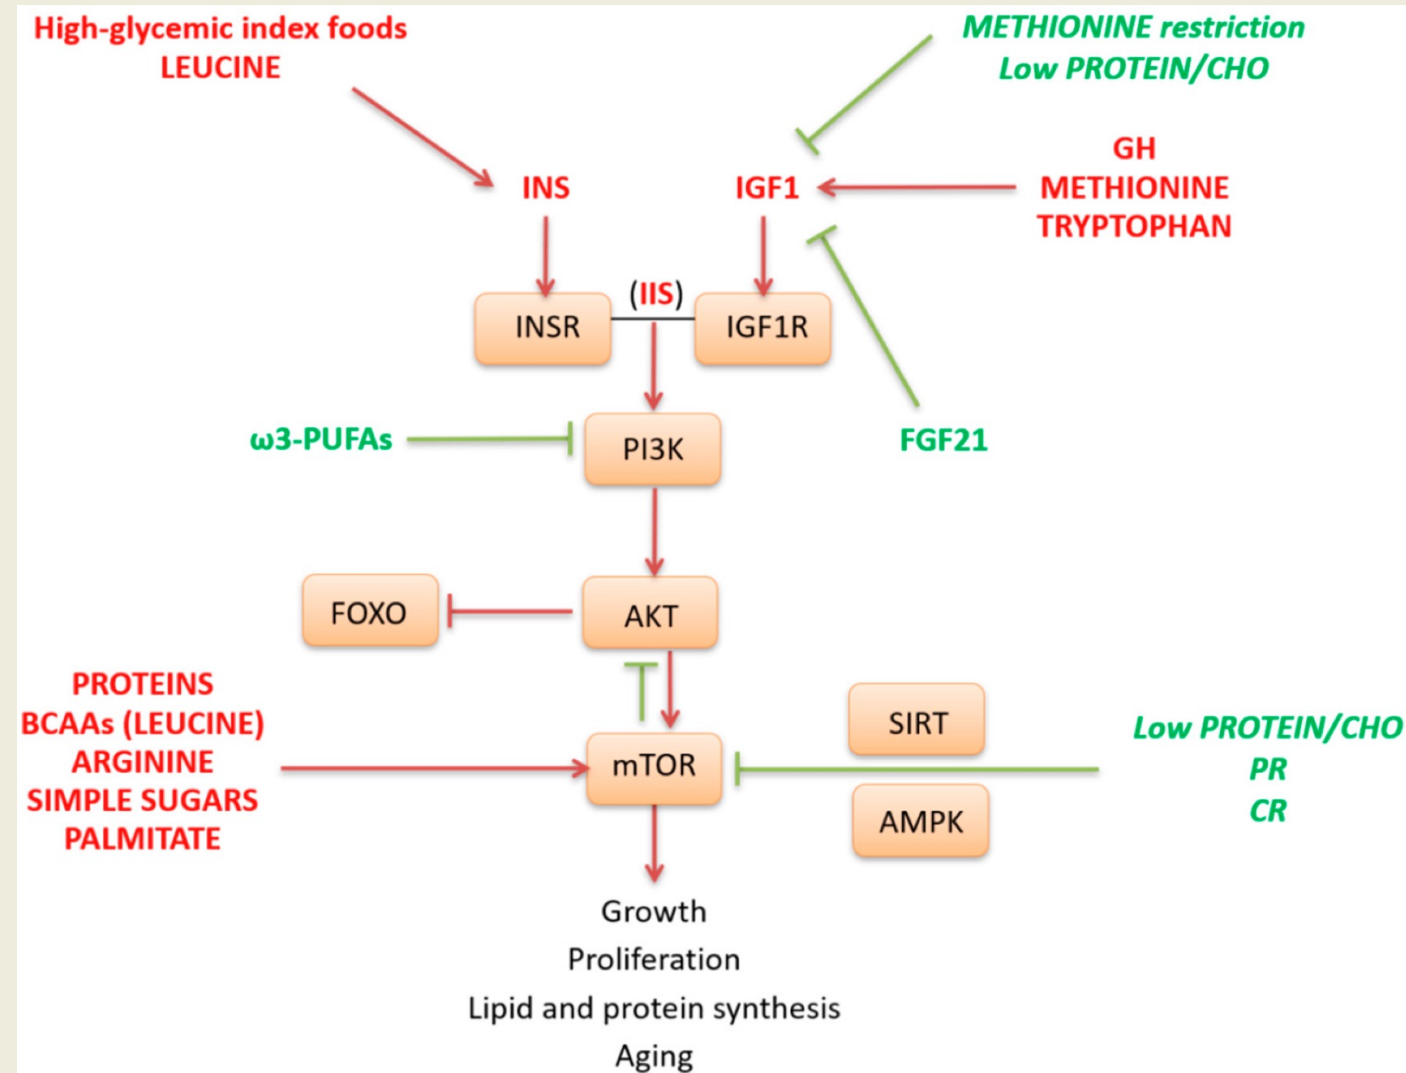 High-glycemic index foods
LEUCINE
METHIONINE restriction
Low PROTEIN/CHO
GH
METHIONINE
TRYPTOPHAN
INS
IGF1
(IIS)
INSR
IGF1R
ω3-PUFAs
PI3K
FGF21
FOXO
AKT
PROTEINS
BCAAs (LEUCINE)
ARGININE
SIMPLE SUGARS
PALMITATE
mTOR
SIRT
AMPK
Low PROTEIN/CHO
PR
CR
Growth
Proliferation
Lipid and protein synthesis
Aging